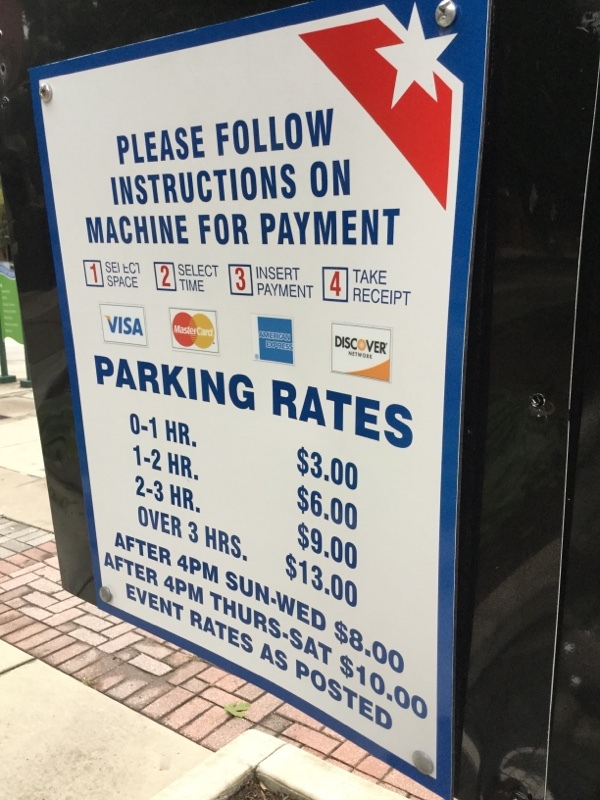 PLEASE FOLLOW
INSTRUCTIONS ON
MACHINE FOR PAYMENT
1 SELECT SPACE
2 SELECT TIME
3 INSERT PAYMENT
4 TAKE RECEIPT
VISA
MasterCard
AMERICAN EXPRESS
DISCOVER NETWORK
PARKING RATES
0-1 HR. $3.00
1-2 HR. $6.00
2-3 HR. $9.00
OVER 3 HRS. $13.00
AFTER 4PM SUN-WED $8.00
AFTER 4PM THURS-SAT $10.00
EVENT RATES AS POSTED